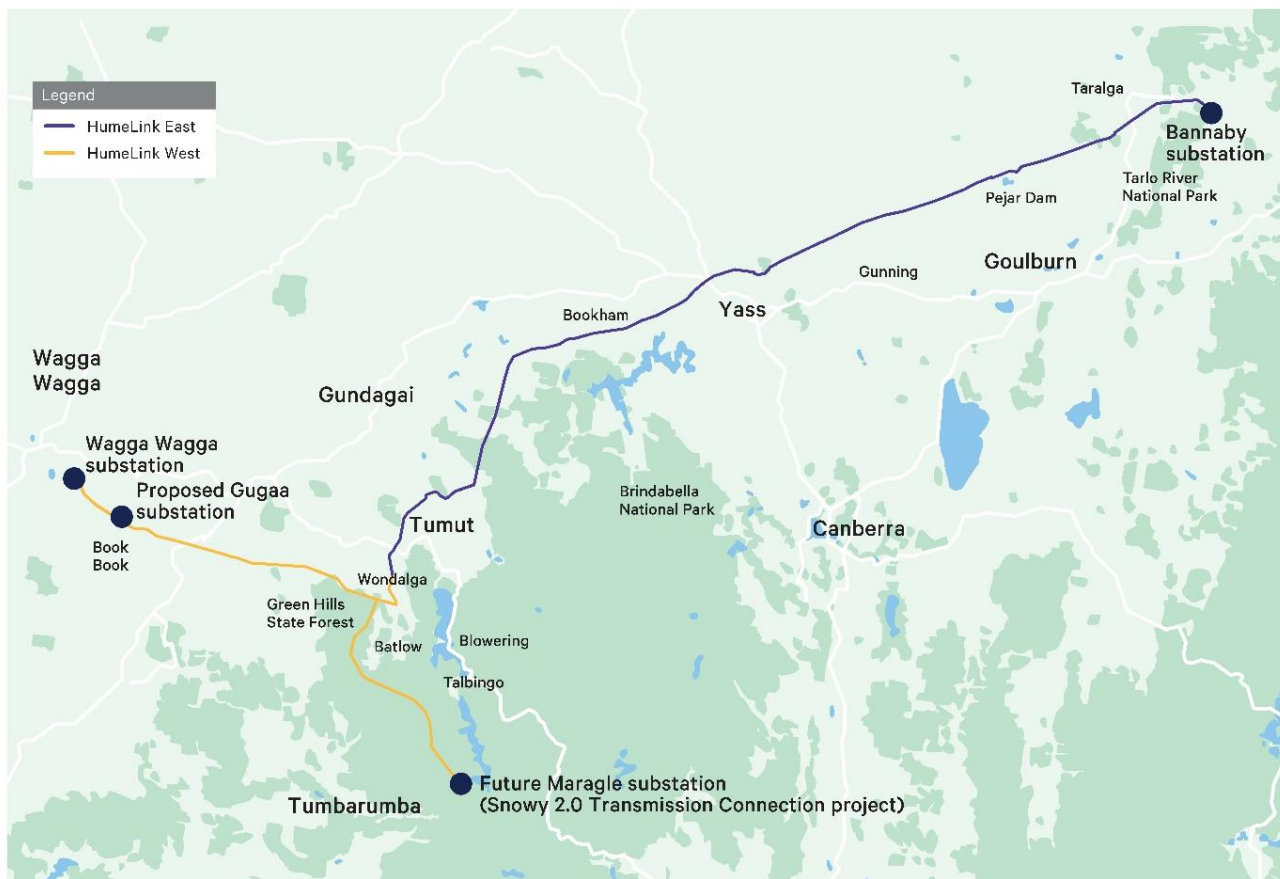 Legend
HumeLink East
HumeLink West
Taralga
Bannaby
substation
Tarlo River
National Park
Pejar Dam
Goulburn
Gunning
Yass
Bookham
Wagga
Wagga
Gundagai
Wagga Wagga
substation
Proposed Gugaa
substation
Book
Book
Tumut
Brindabella
National Park
Canberra
Wondalga
Green Hills
State Forest
Batlow
Blowering
Talbingo
Future Maragle substation
(Snowy 2.0 Transmission Connection project)
Tumbarumba